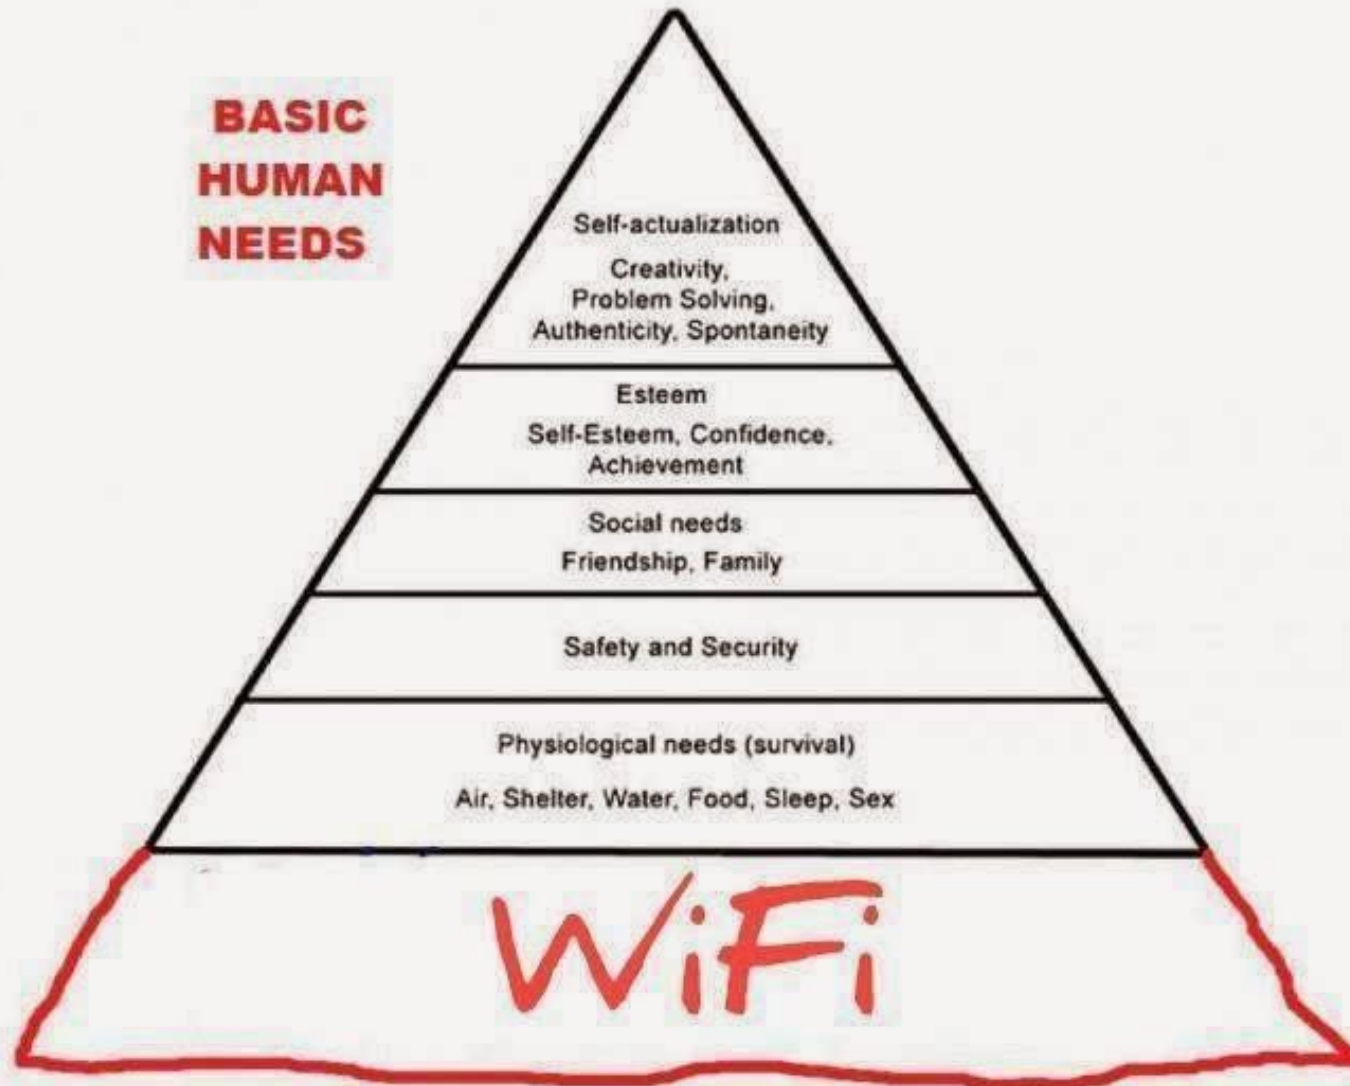 BASIC
HUMAN
NEEDS
Self-actualization
Creativity,
Problem Solving,
Authenticity, Spontaneity
Esteem
Self-Esteem, Confidence,
Achievement
Social needs
Friendship, Family
Safety and Security
Physiological needs (survival)
Air, Shelter, Water, Food, Sleep, Sex
WiFi